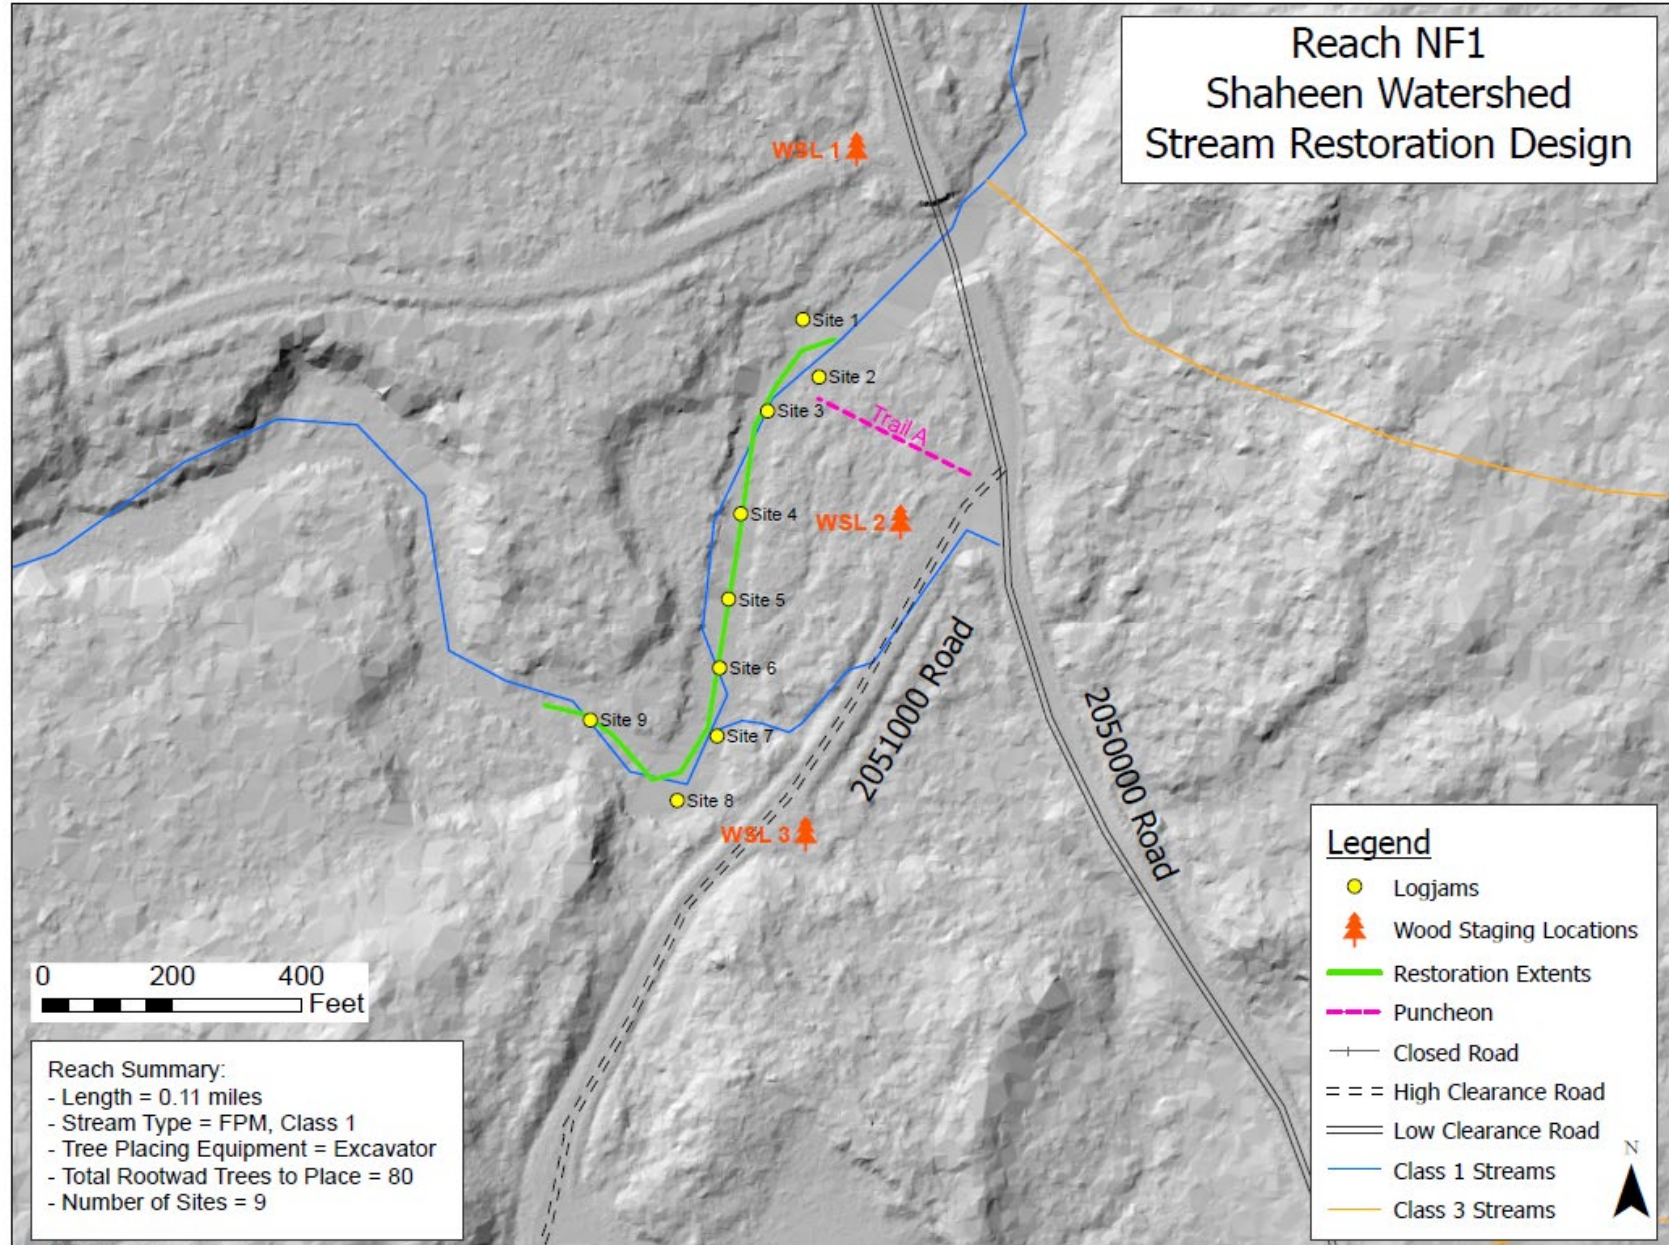 Reach NF1
Shaheen Watershed
Stream Restoration Design
WSL 1
Site 1
Site 2
Site 3
Trail A
Site 4
WSL 2
Site 5
Site 6
Site 9
Site 7
2051000 Road
2050000 Road
Site 8
WSL 3
0 200 400
Feet
Reach Summary:
- Length = 0.11 miles
- Stream Type = FPM, Class 1
- Tree Placing Equipment = Excavator
- Total Rootwad Trees to Place = 80
- Number of Sites = 9
Legend
Logjams
Wood Staging Locations
Restoration Extents
Puncheon
Closed Road
High Clearance Road
Low Clearance Road
Class 1 Streams
Class 3 Streams
N